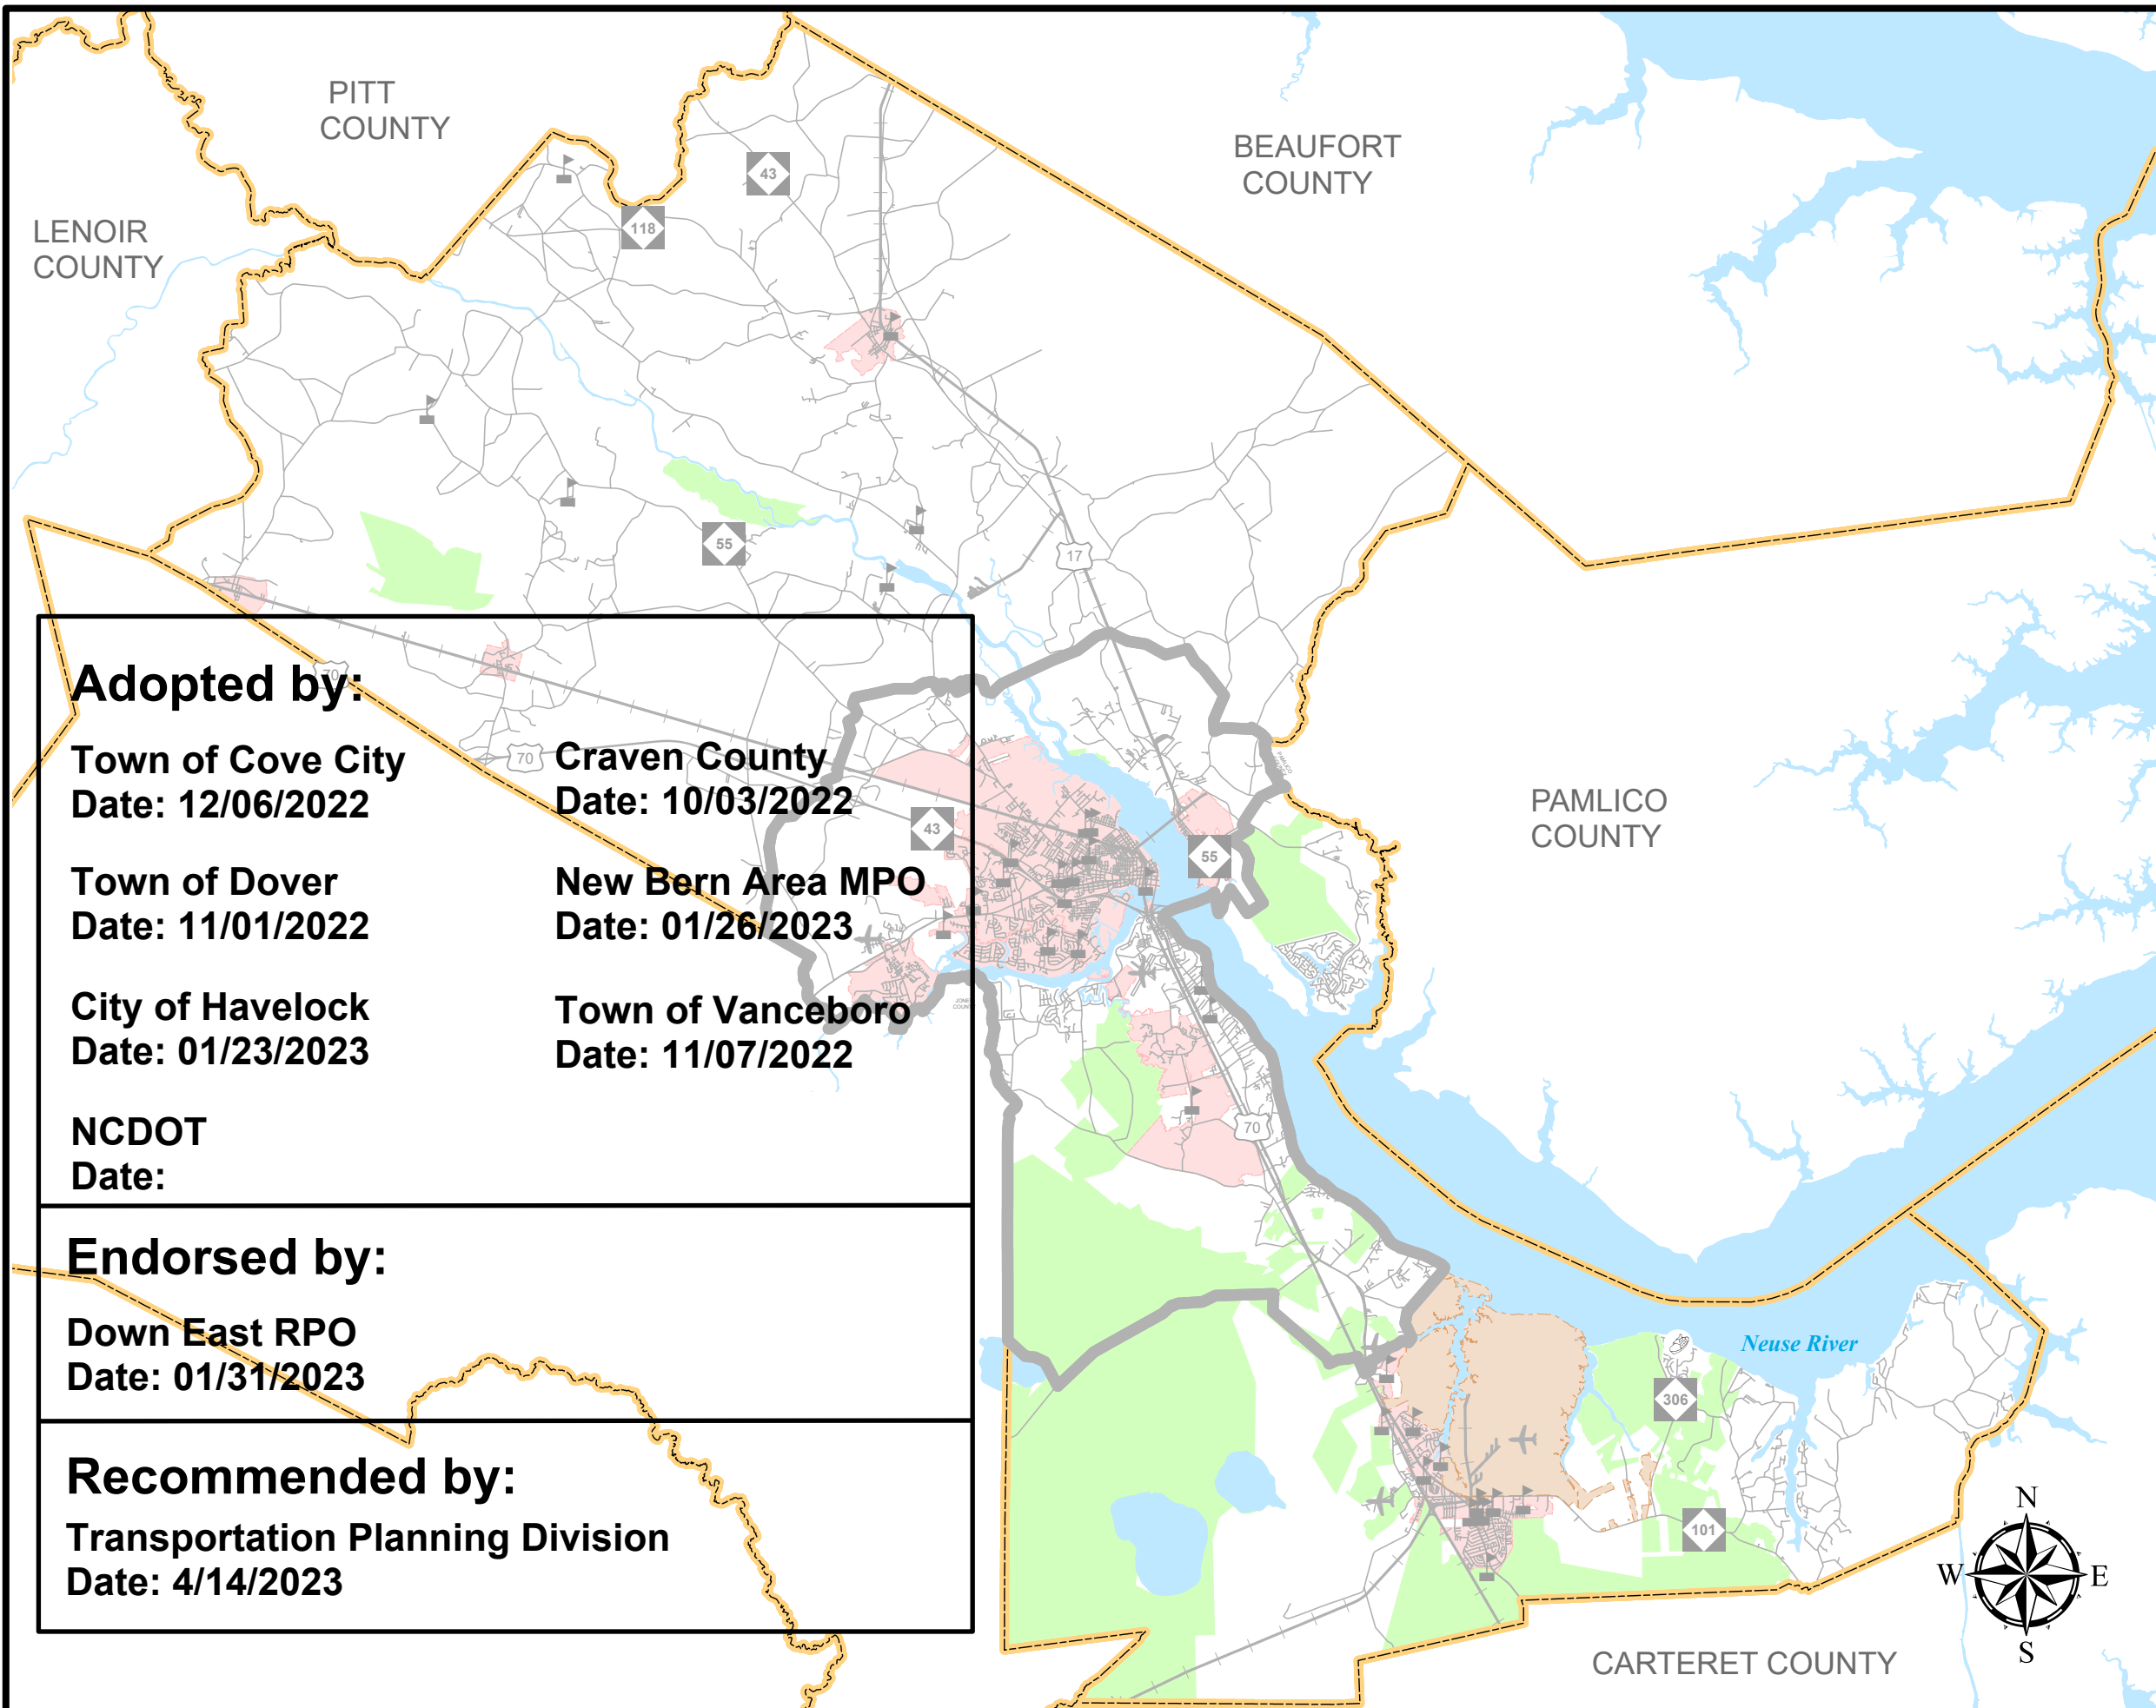 PITT
COUNTY
BEAUFORT
COUNTY
LENOIR
COUNTY
43
118
55
17
70
70
43
55
PAMLICO
COUNTY
70
Neuse River
306
101
CARTERET COUNTY
N
W
E
S
Adopted by:
Town of Cove City
Date: 12/06/2022
Craven County
Date: 10/03/2022
Town of Dover
Date: 11/01/2022
New Bern Area MPO
Date: 01/26/2023
City of Havelock
Date: 01/23/2023
Town of Vanceboro
Date: 11/07/2022
NCDOT
Date:
Endorsed by:
Down East RPO
Date: 01/31/2023
Recommended by:
Transportation Planning Division
Date: 4/14/2023